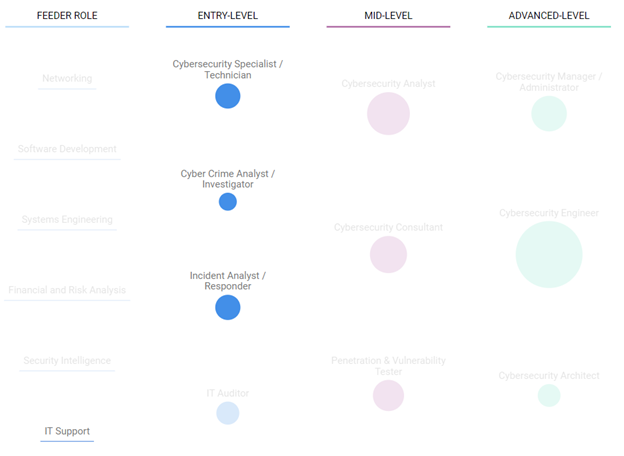 FEEDER ROLE
ENTRY-LEVEL
MID-LEVEL
ADVANCED-LEVEL
Networking
Software Development
Systems Engineering
Financial and Risk Analysis
Security Intelligence
IT Support
Cybersecurity Specialist /
Technician
Cyber Crime Analyst /
Investigator
Incident Analyst /
Responder
IT Auditor
Cybersecurity Analyst
Cybersecurity Consultant
Penetration & Vulnerability
Tester
Cybersecurity Manager /
Administrator
Cybersecurity Engineer
Cybersecurity Architect